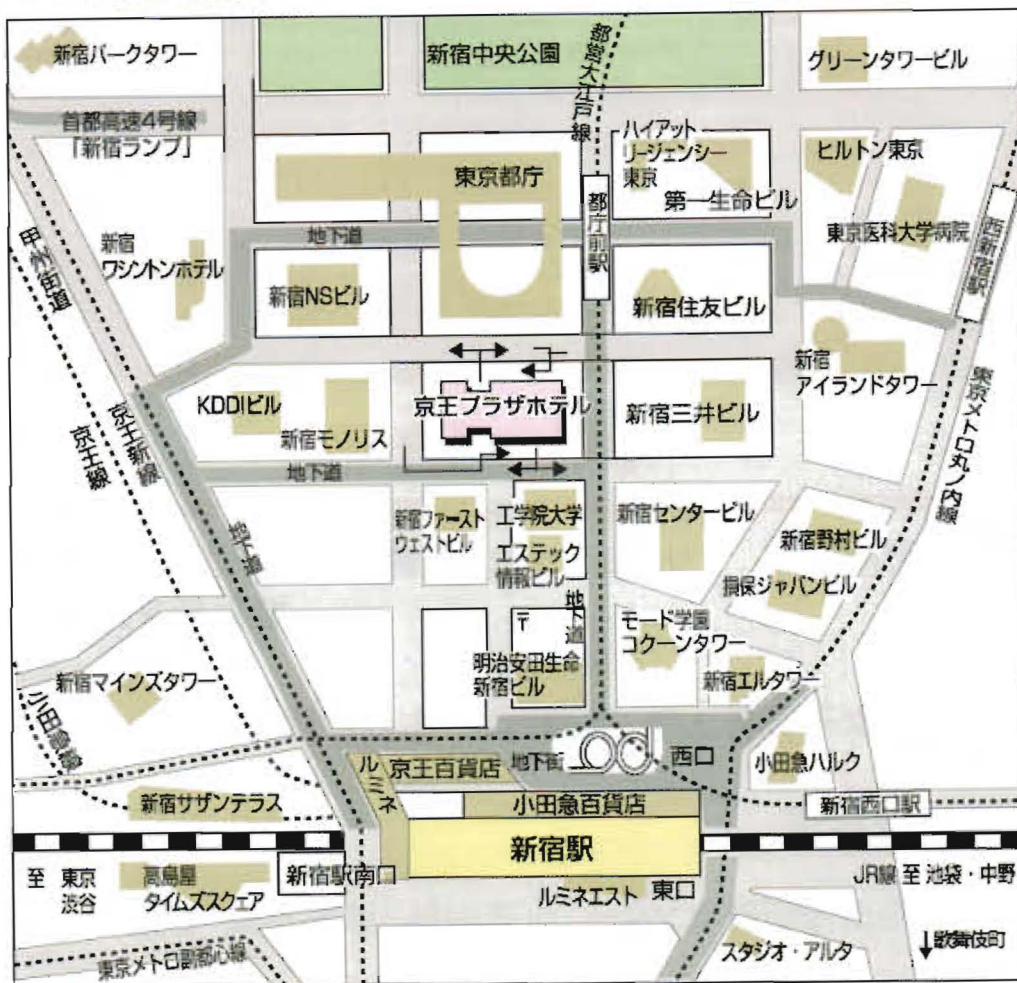 新宿パークタワー
新宿中央公園
都営大江戸線
グリーンタワービル
首都高速4号線
「新宿ランプ」
東京都庁
ハイアット
リージェンシー
東京
ヒルトン東京
第一生命ビル
都庁前駅
東京医科大学病院
西新宿駅
甲州街道
新宿
ワシントンホテル
地下道
新宿NSビル
新宿住友ビル
新宿
アイランドタワー
東京メトロ丸ノ内線
KDDIビル
新宿モノリス
京王プラザホテル
新宿三井ビル
京王新線
京王線
地下道
新宿ファースト
ウェストビル
工学院大学
エステック
情報ビル
新宿センタービル
新宿野村ビル
損保ジャパンビル
地下道
〒
モード学園
コクーンタワー
明治安田生命
新宿ビル
新宿エルタワー
新宿マインズタワー
小田急線
ルミネ
京王百貨店
地下街
西口
小田急ハルク
新宿サザンテラス
小田急百貨店
新宿西口駅
新宿駅
至 東京
渋谷
高島屋
タイムズスクェア
新宿駅南口
ルミネエスト
東口
JR線 至 池袋・中野
東京メトロ副都心線
スタジオ・アルタ
歌舞伎町